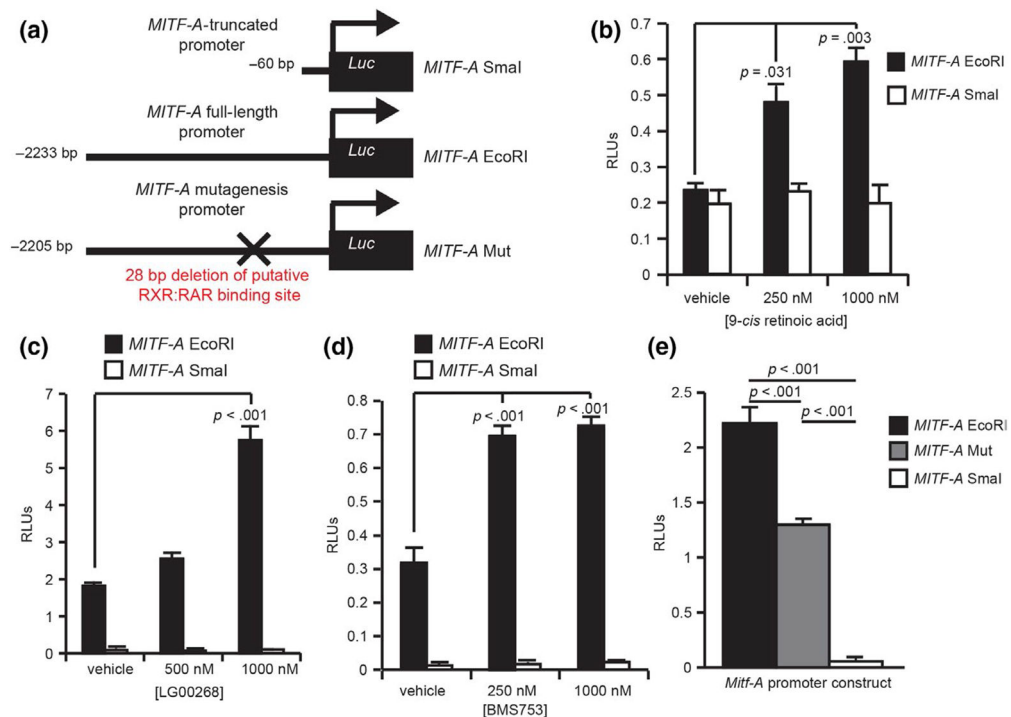 (a)
MITF-A-truncated
promoter
–60 bp
Luc
MITF-A SmaI
MITF-A full-length
promoter
–2233 bp
Luc
MITF-A EcoRI
MITF-A mutagenesis
promoter
–2205 bp
Luc
MITF-A Mut
28 bp deletion of putative
RXR:RAR binding site
(b)
0.7
0.6
0.5
0.4
0.3
0.2
0.1
0
RLUs
p = .031
p = .003
MITF-A EcoRI
MITF-A SmaI
vehicle 250 nM 1000 nM
[9-cis retinoic acid]
(c)
MITF-A EcoRI
MITF-A SmaI
7
6
5
4
3
2
1
0
RLUs
p < .001
vehicle 500 nM 1000 nM
[LG00268]
(d)
MITF-A EcoRI
MITF-A SmaI
0.8
0.7
0.6
0.5
0.4
0.3
0.2
0.1
0
RLUs
p < .001
p < .001
vehicle 250 nM 1000 nM
[BMS753]
(e)
2.5
2
1.5
1
0.5
0
RLUs
p < .001
p < .001
p < .001
MITF-A EcoRI
MITF-A Mut
MITF-A SmaI
Mitf-A promoter construct